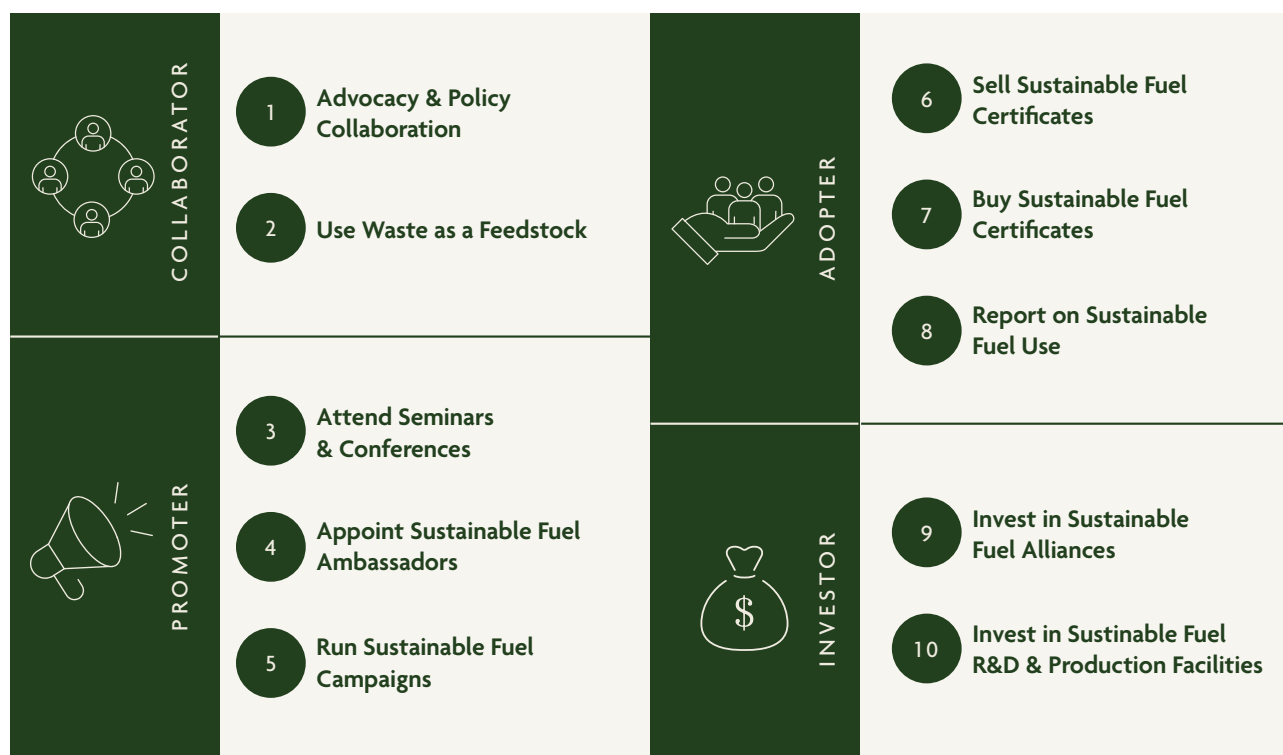 COLLABORATOR
1
Advocacy & Policy
Collaboration
2
Use Waste as a Feedstock
PROMOTER
3
Attend Seminars
& Conferences
4
Appoint Sustainable Fuel
Ambassadors
5
Run Sustainable Fuel
Campaigns
ADOPTER
6
Sell Sustainable Fuel
Certificates
7
Buy Sustainable Fuel
Certificates
8
Report on Sustainable
Fuel Use
INVESTOR
$
9
Invest in Sustainable
Fuel Alliances
10
Invest in Sustinable Fuel
R&D & Production Facilities